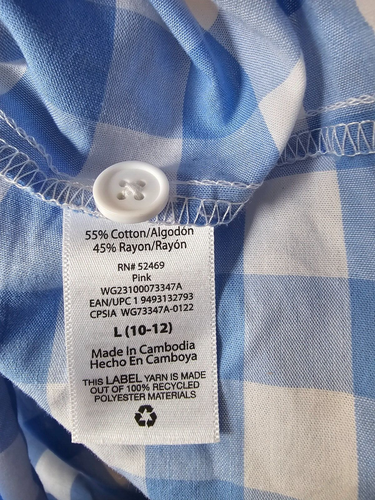 55% Cotton/Algodón
45% Rayon/Rayón
RN# 52469
Pink
WG23100073347A
EAN/UPC 1 9493132793
CPSIA WG73347A-0122
L (10-12)
Made In Cambodia
Hecho En Camboya
THIS LABEL YARN IS MADE
OUT OF 100% RECYCLED
POLYESTER MATERIALS